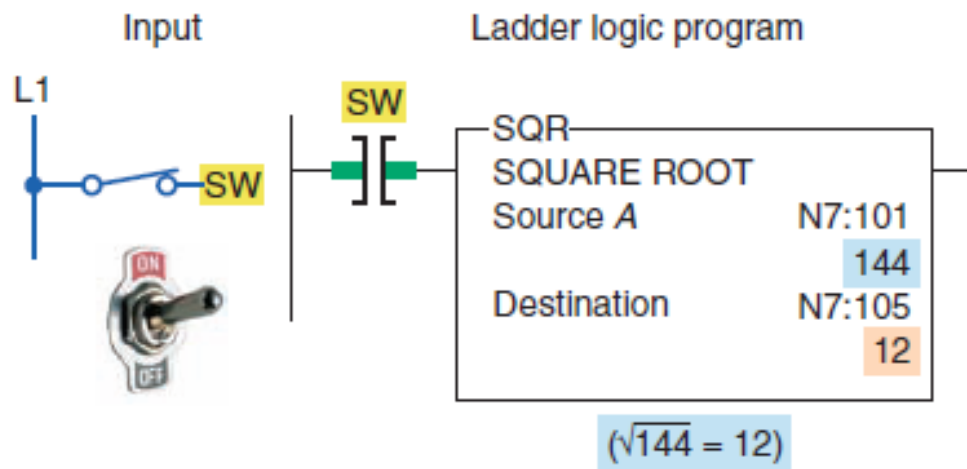 Input
Ladder logic program
L1
SW
ON
OFF
SW
SQR
SQUARE ROOT
Source A N7:101
144
Destination N7:105
12
(√144 = 12)